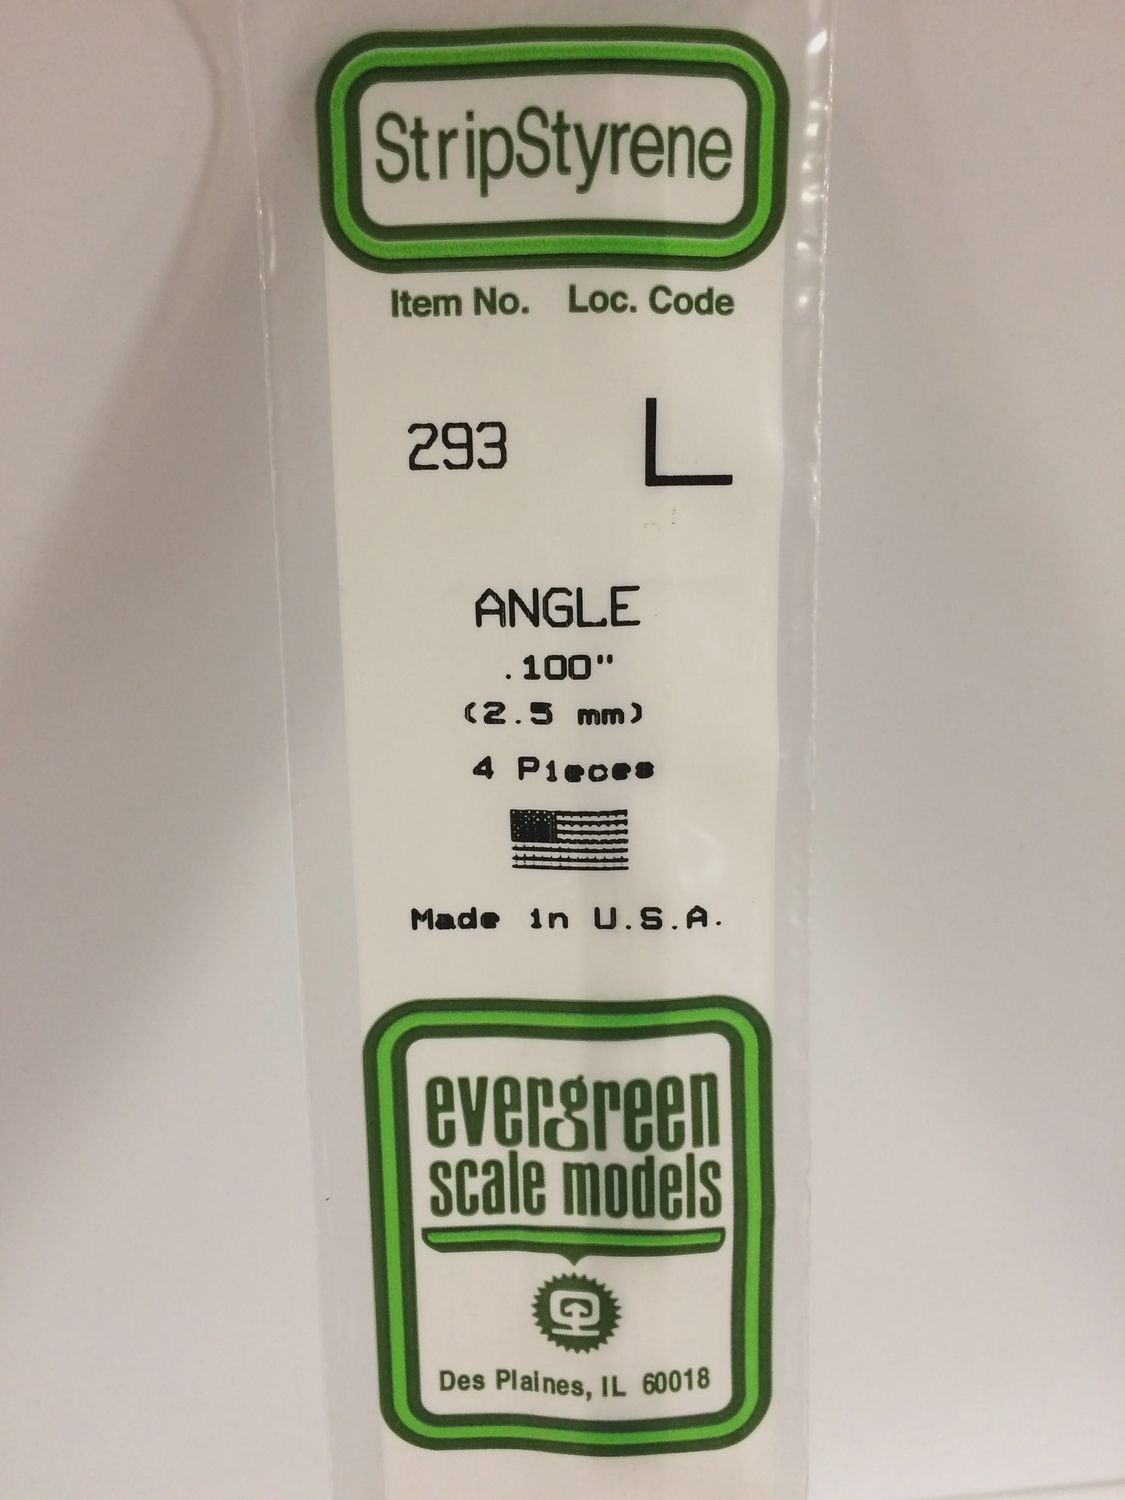 StripStyrene
Item No. Loc. Code
293 L
ANGLE
.100"
(2.5 mm)
4 Pieces
Made in U.S.A.
evergreen
scale models
Des Plaines, IL 60018